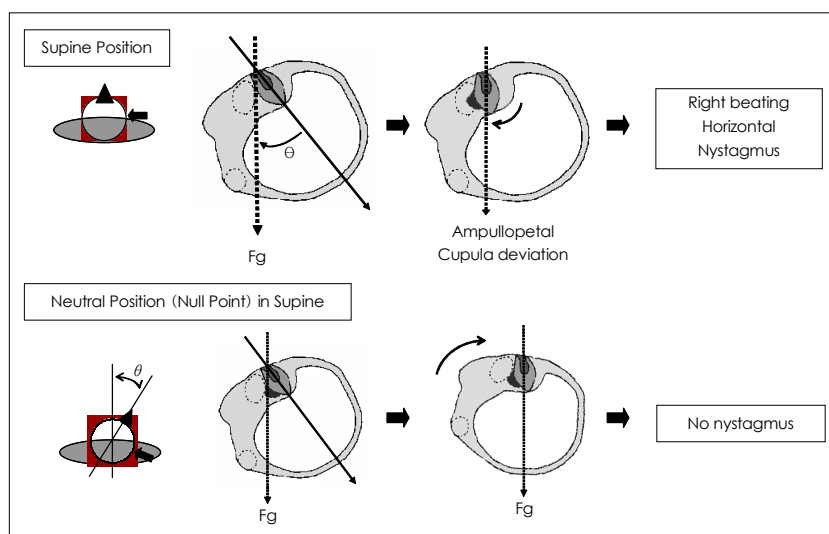 Supine Position
θ
Fg
Ampullopetal
Cupula deviation
Right beating
Horizontal
Nystagmus
Neutral Position (Null Point) in Supine
θ
Fg
Fg
No nystagmus